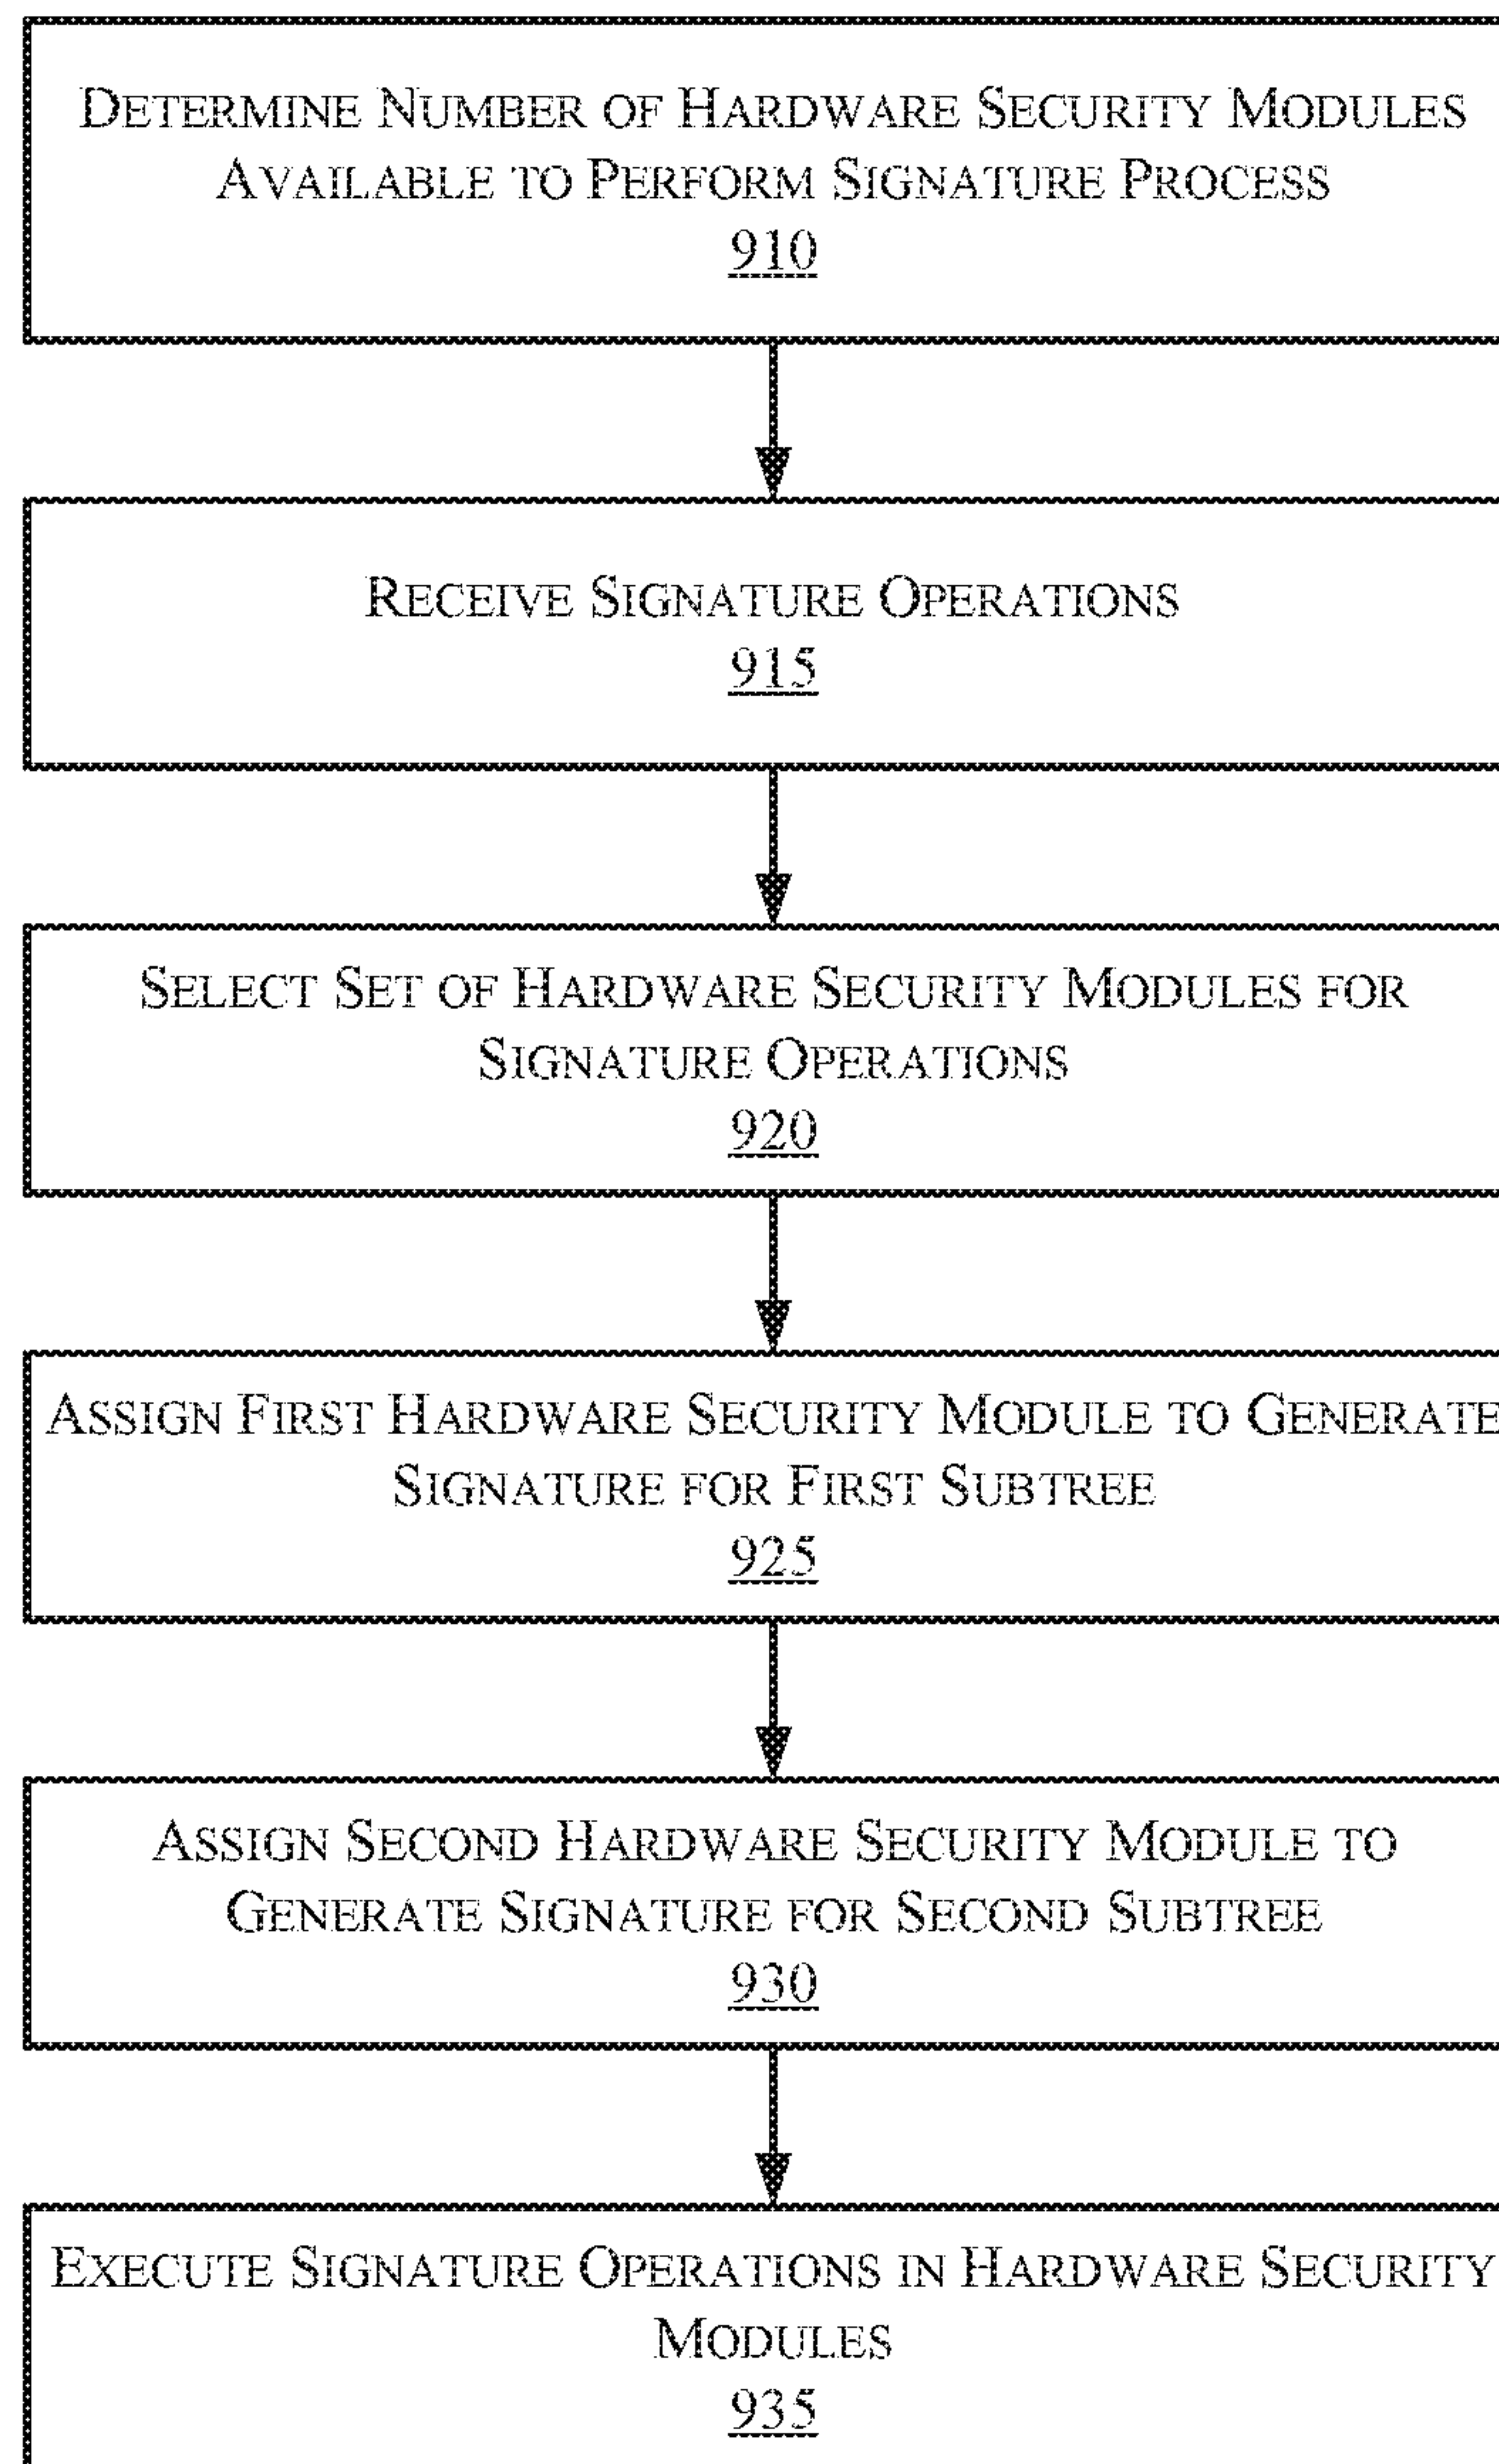 DETERMINE NUMBER OF HARDWARE SECURITY MODULES
AVAILABLE TO PERFORM SIGNATURE PROCESS
910
RECEIVE SIGNATURE OPERATIONS
915
SELECT SET OF HARDWARE SECURITY MODULES FOR
SIGNATURE OPERATIONS
920
ASSIGN FIRST HARDWARE SECURITY MODULE TO GENERATE
SIGNATURE FOR FIRST SUBTREE
925
ASSIGN SECOND HARDWARE SECURITY MODULE TO
GENERATE SIGNATURE FOR SECOND SUBTREE
930
EXECUTE SIGNATURE OPERATIONS IN HARDWARE SECURITY
MODULES
935